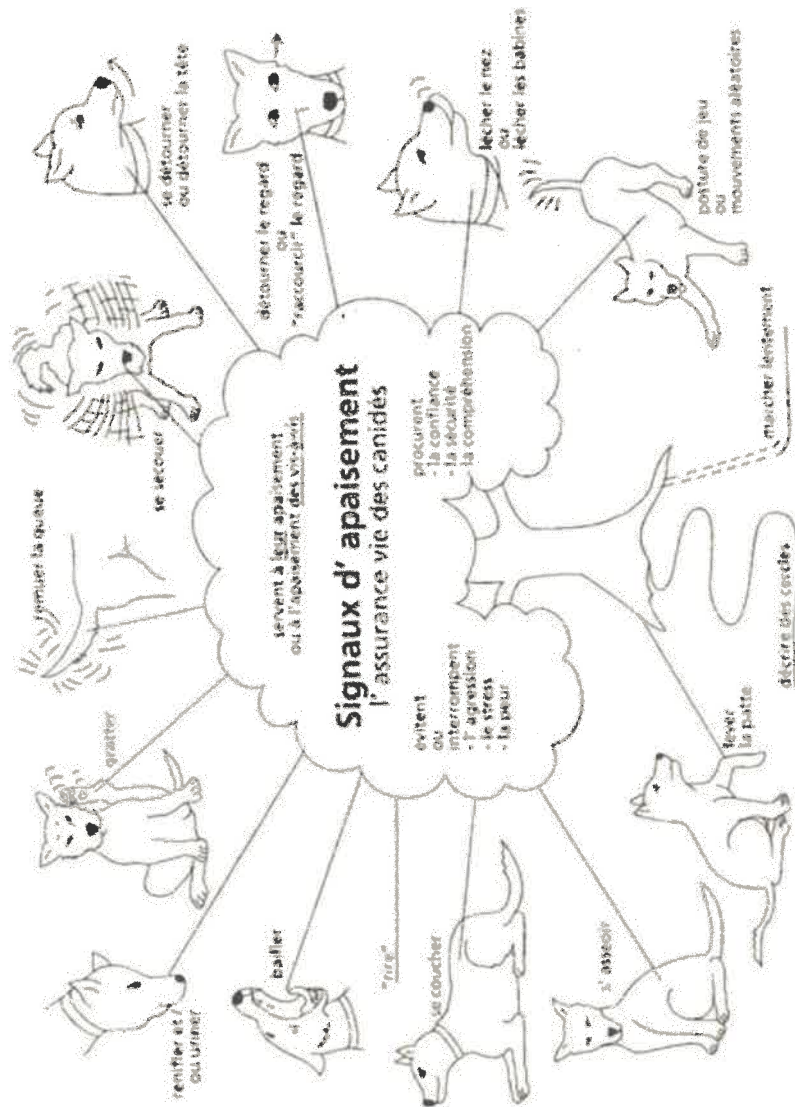 se détourner
ou détourner la tête
détourner le regard
ou
"raccourcir" le regard
lécher le nez
ou
lécher les babines
posture de jeu
ou
mouvements aléatoires
marcher lentement
se secouer
remuer la queue
gratter
renifler et /
ou uriner
bailler
"rire"
se coucher
s' asseoir
lever
la patte
décrire des cercles
servent à leur apaisement
ou à l'apaisement des vis-à-vis
Signaux d' apaisement
l'assurance vie des canidés
évitent
ou
interrompent
- l' agression
- le stress
- la peur
procurent
- la confiance
- la sécurité
- la compréhension